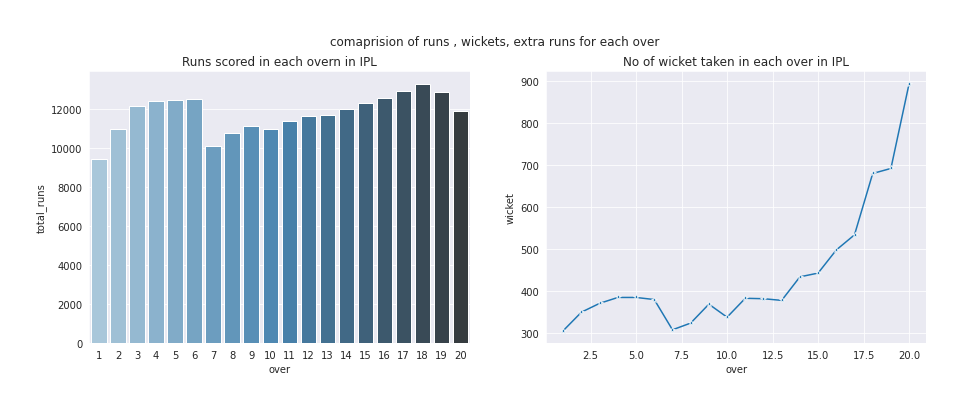 comaprision of runs , wickets, extra runs for each over
Runs scored in each overn in IPL
total_runs
12000
10000
8000
6000
4000
2000
0
1 2 3 4 5 6 7 8 9 10 11 12 13 14 15 16 17 18 19 20
over
No of wicket taken in each over in IPL
wicket
900
800
700
600
500
400
300
2.5 5.0 7.5 10.0 12.5 15.0 17.5 20.0
over